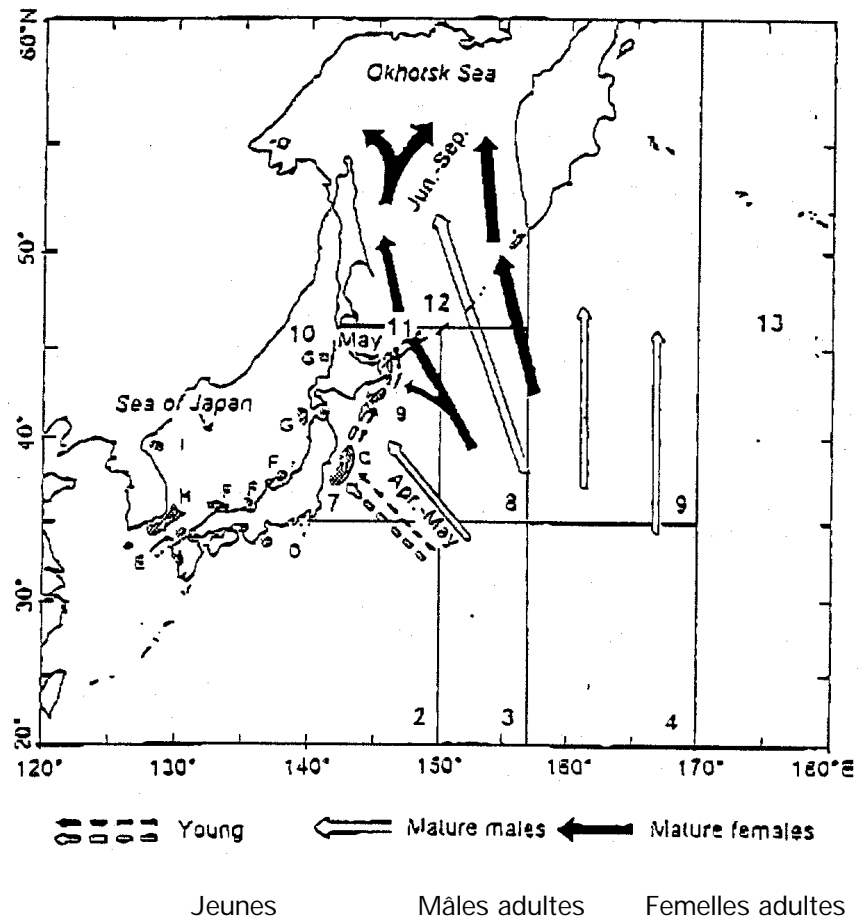 60°N
Okhotsk Sea
Jun.-Sep.
50°
12
10
11
13
May
G
Sea of Japan
G
9
40°
I
F
C
H
F
F
7
Apr.-May
8
9
E
D
30°
20°
2
3
4
120°
130°
140°
150°
160°
170°
180°E
Young
Mature males
Mature females
Jeunes
Mâles adultes
Femelles adultes